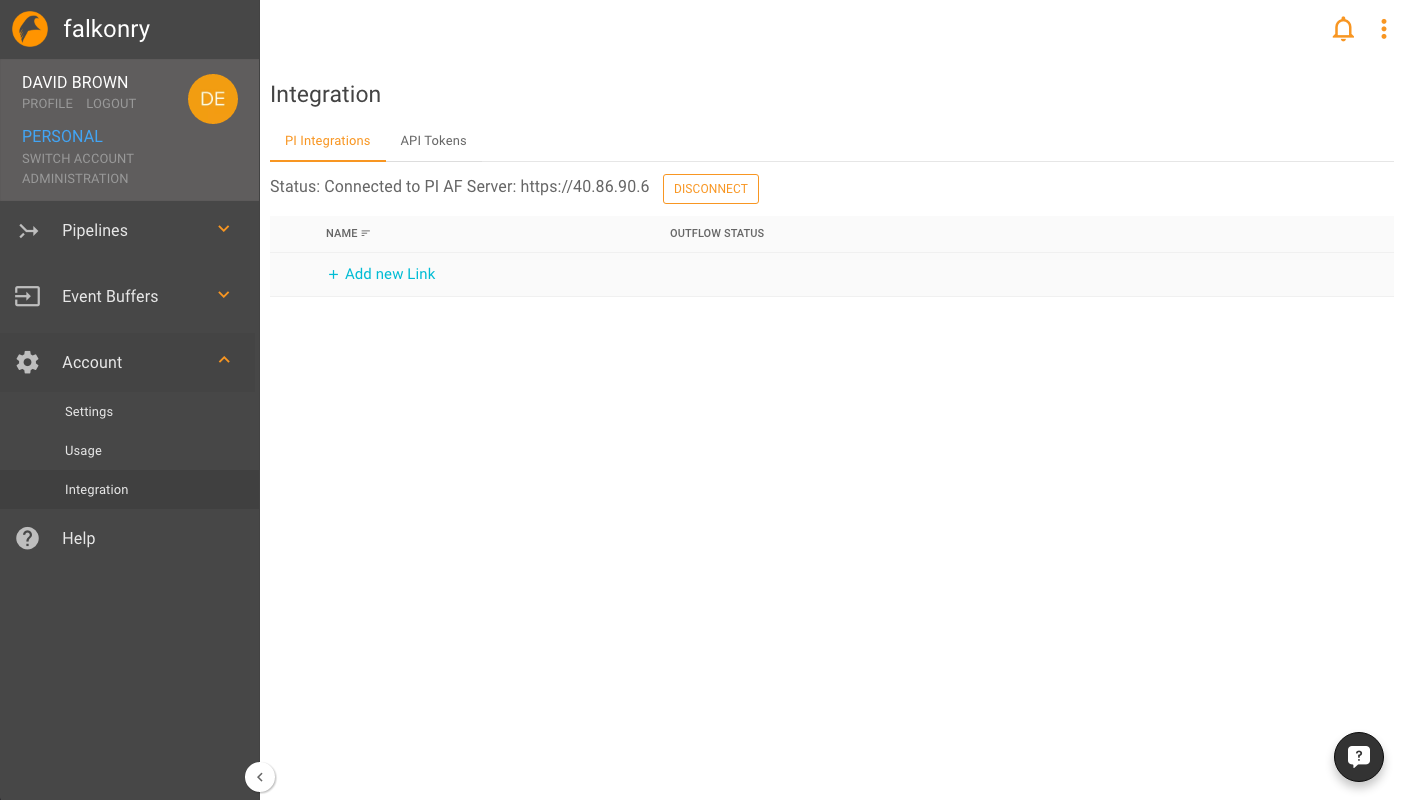 falkonry
DAVID BROWN
PROFILE LOGOUT
DE
PERSONAL
SWITCH ACCOUNT
ADMINISTRATION
Pipelines
Event Buffers
Account
Settings
Usage
Integration
Help
Integration
PI Integrations API Tokens
Status: Connected to PI AF Server: https://40.86.90.6 DISCONNECT
NAME OUTFLOW STATUS
+ Add new Link